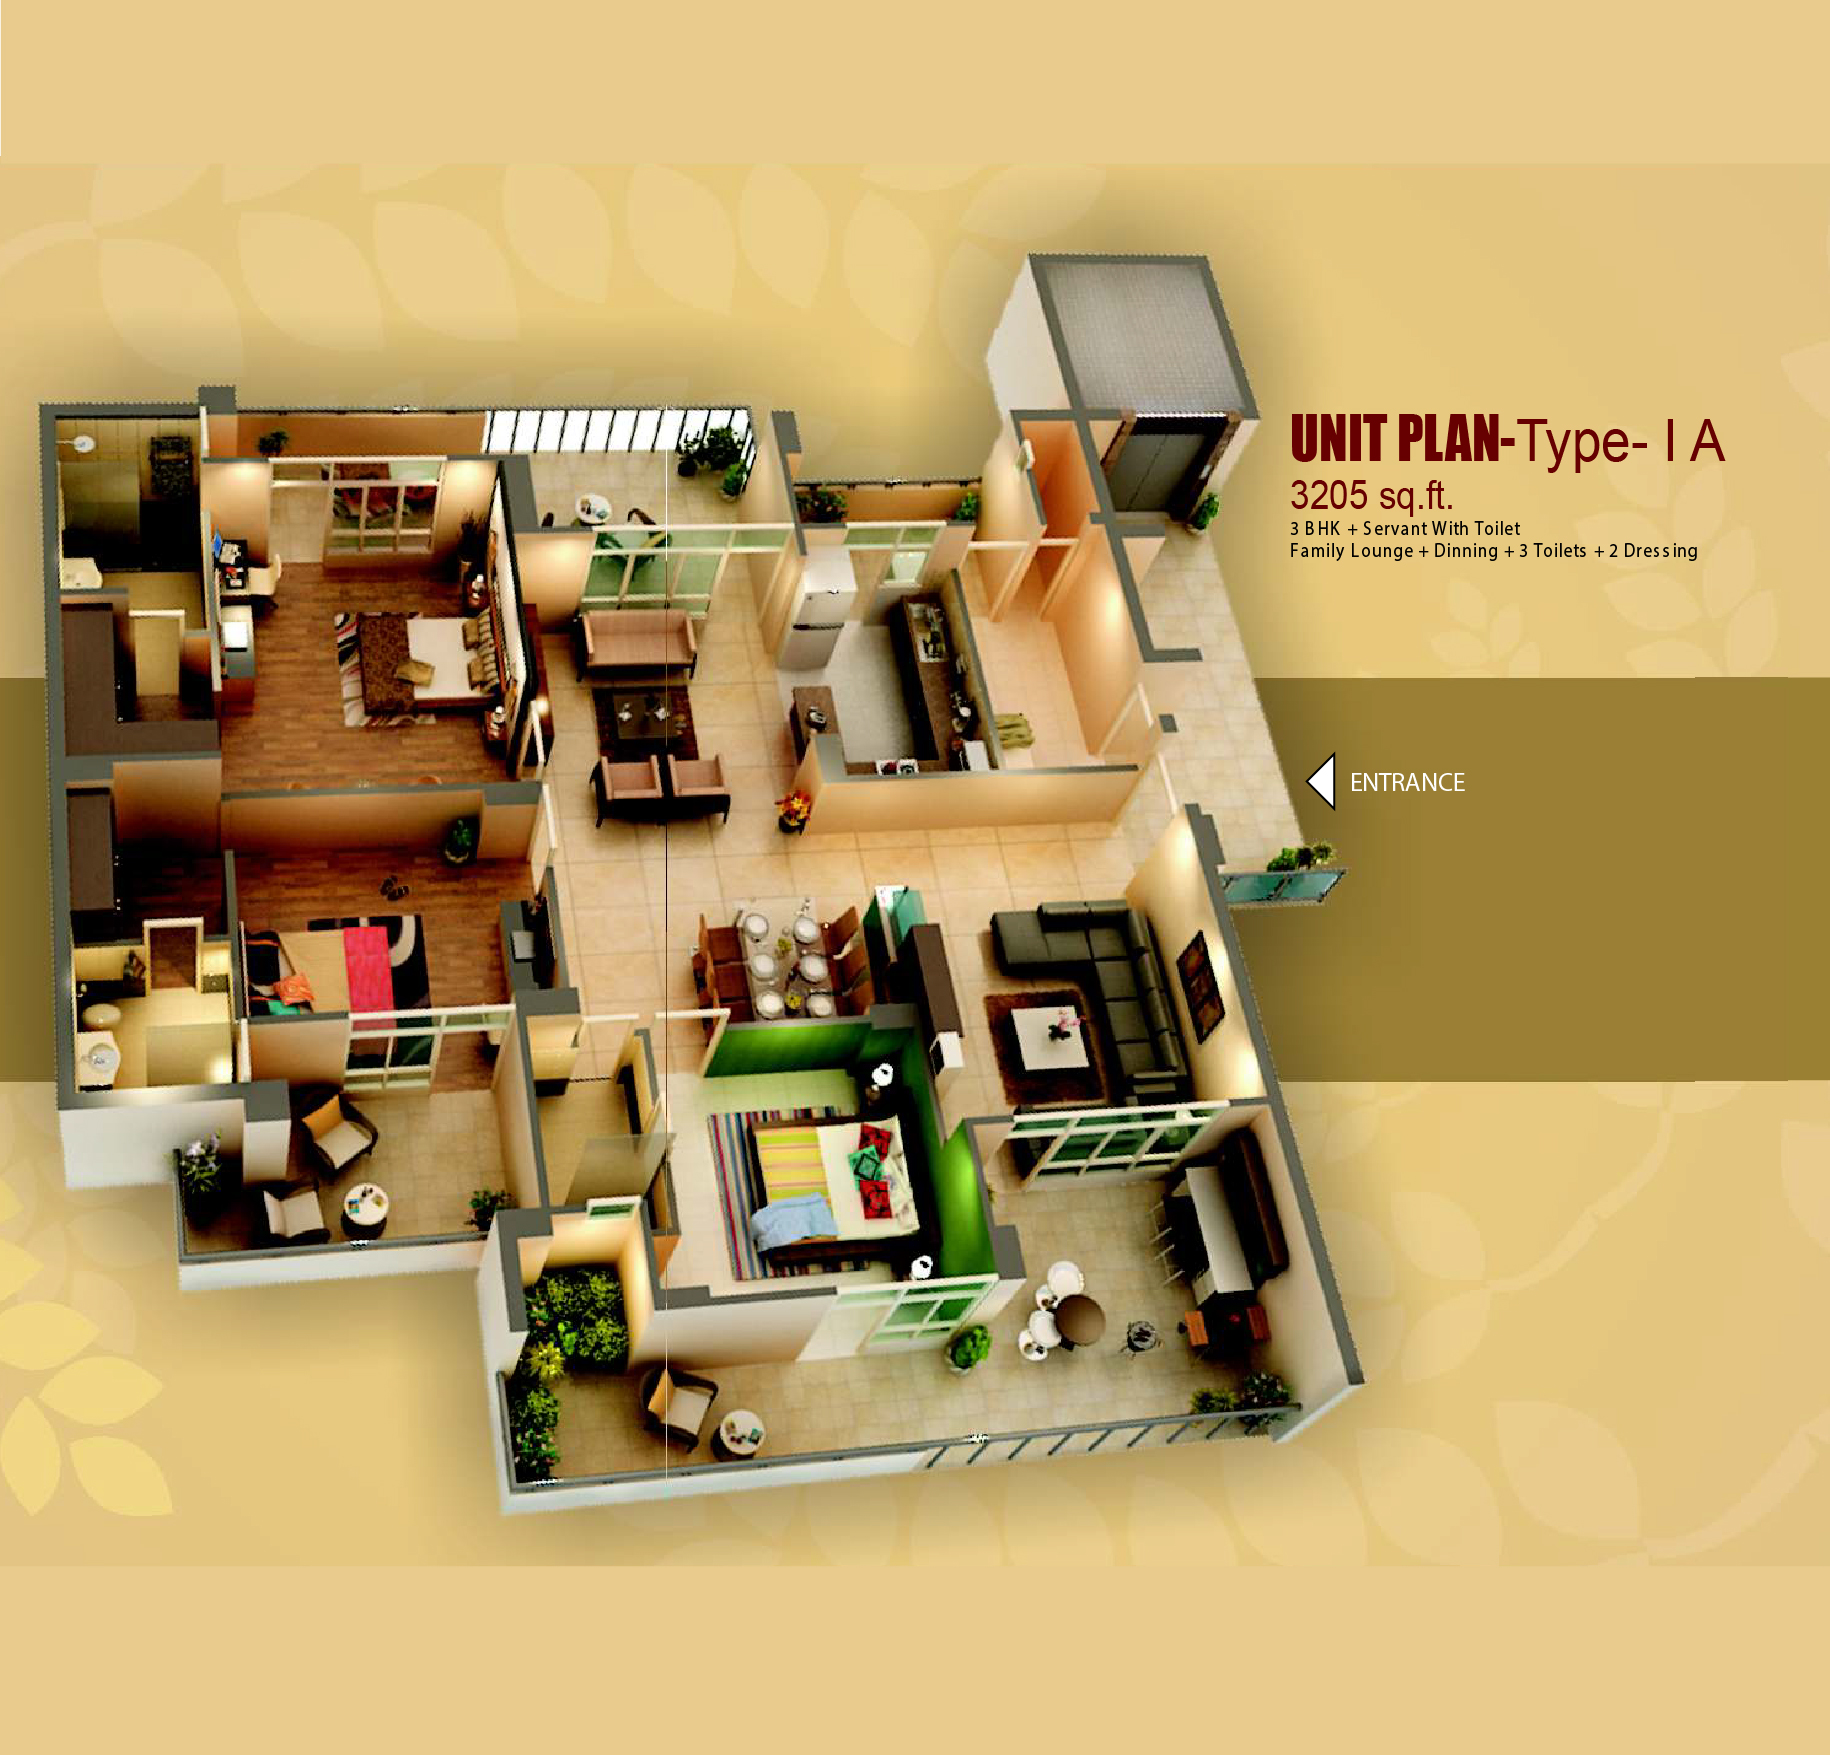 UNIT PLAN-Type- I A
3205 sq.ft.
3 BHK + Servant With Toilet
Family Lounge + Dinning + 3 Toilets + 2 Dressing
ENTRANCE